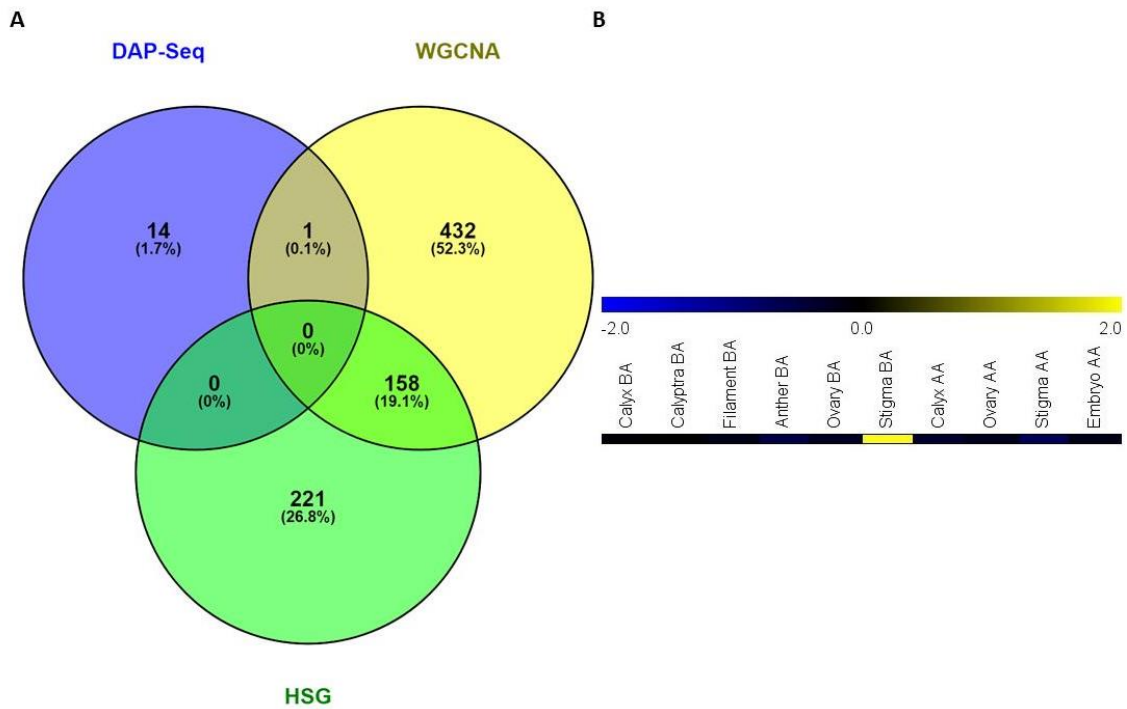 A
B
DAP-Seq
WGCNA
14
(1.7%)
1
(0.1%)
432
(52.3%)
0
(0%)
0
(0%)
158
(19.1%)
221
(26.8%)
HSG
-2.0
0.0
2.0
Calyx BA
Calyptra BA
Filament BA
Anther BA
Ovary BA
Stigma BA
Calyx AA
Ovary AA
Stigma AA
Embryo AA